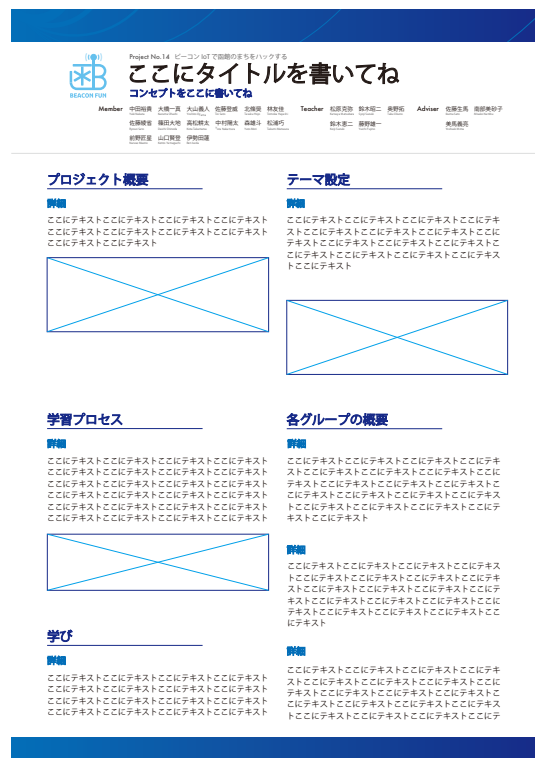 Project No.14 ビーコン IoT で函館のまちをハックする
ここにタイトルを書いてね
コンセプトをここに書いてね
BEACON FUN
Member 中田裕貴 大橋一真 大山義人 佐藤登威 北條奨 林友佳 Teacher 松原克弥 鈴木昭二 奥野拓 Adviser 佐藤生馬 南部美砂子
佐藤綾省 篠田大地 高松耕太 中村陽太 森雄斗 松浦巧 鈴木恵二 藤野雄一 美馬義亮
前野匠星 山口賢登 伊勢田蓮
プロジェクト概要
詳細
ここにテキストここにテキストここにテキストここにテキスト
ここにテキストここにテキストここにテキストここにテキスト
ここにテキストここにテキスト
テーマ設定
詳細
ここにテキストここにテキストここにテキストここにテキ
ストここにテキストここにテキストここにテキストここに
テキストここにテキストここにテキストここにテキストこ
こにテキストここにテキストここにテキストここにテキス
トここにテキスト
学習プロセス
詳細
ここにテキストここにテキストここにテキストここにテキスト
ここにテキストここにテキストここにテキストここにテキスト
ここにテキストここにテキストここにテキストここにテキスト
ここにテキストここにテキストここにテキストここにテキスト
ここにテキストここにテキストここにテキストここにテキスト
ここにテキストここにテキストここにテキストここにテキスト
学び
詳細
ここにテキストここにテキストここにテキストここにテキスト
ここにテキストここにテキストここにテキストここにテキスト
ここにテキストここにテキストここにテキストここにテキスト
ここにテキストここにテキストここにテキストここにテキスト
各グループの概要
詳細
ここにテキストここにテキストここにテキストここにテキ
ストここにテキストここにテキストここにテキストここに
テキストここにテキストここにテキストここにテキストこ
こにテキストここにテキストここにテキストここにテキス
トここにテキストここにテキストここにテキストここにテ
キストここにテキスト
詳細
ここにテキストここにテキストここにテキストここにテキス
トここにテキストここにテキストここにテキストここにテキ
ストここにテキストここにテキストここにテキストここに
テキストここにテキストここにテキストここにテキストここ
にテキストここにテキストここにテキストここにテキストこ
こにテキスト
詳細
ここにテキストここにテキストここにテキストここにテキ
ストここにテキストここにテキストここにテキストここに
テキストここにテキストここにテキストここにテキストこ
こにテキストここにテキストここにテキストここにテキス
トここにテキストここにテキストここにテキストここにテ